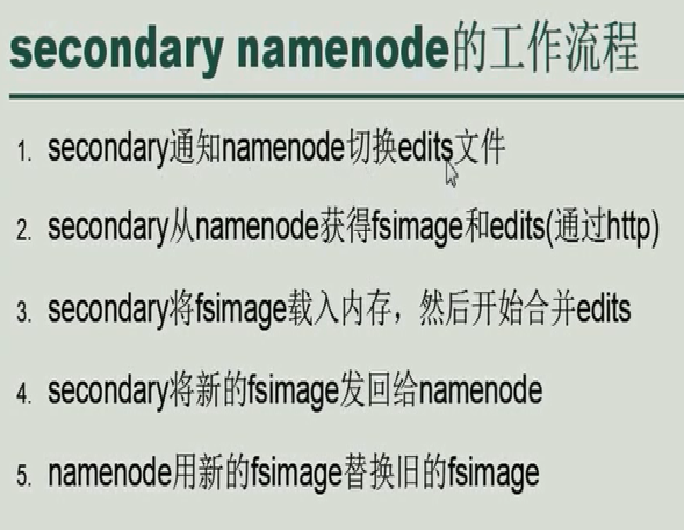 secondary namenode的工作流程
1. secondary通知namenode切换edits文件
2. secondary从namenode获得fsimage和edits(通过http)
3. secondary将fsimage载入内存，然后开始合并edits
4. secondary将新的fsimage发回给namenode
5. namenode用新的fsimage替换旧的fsimage